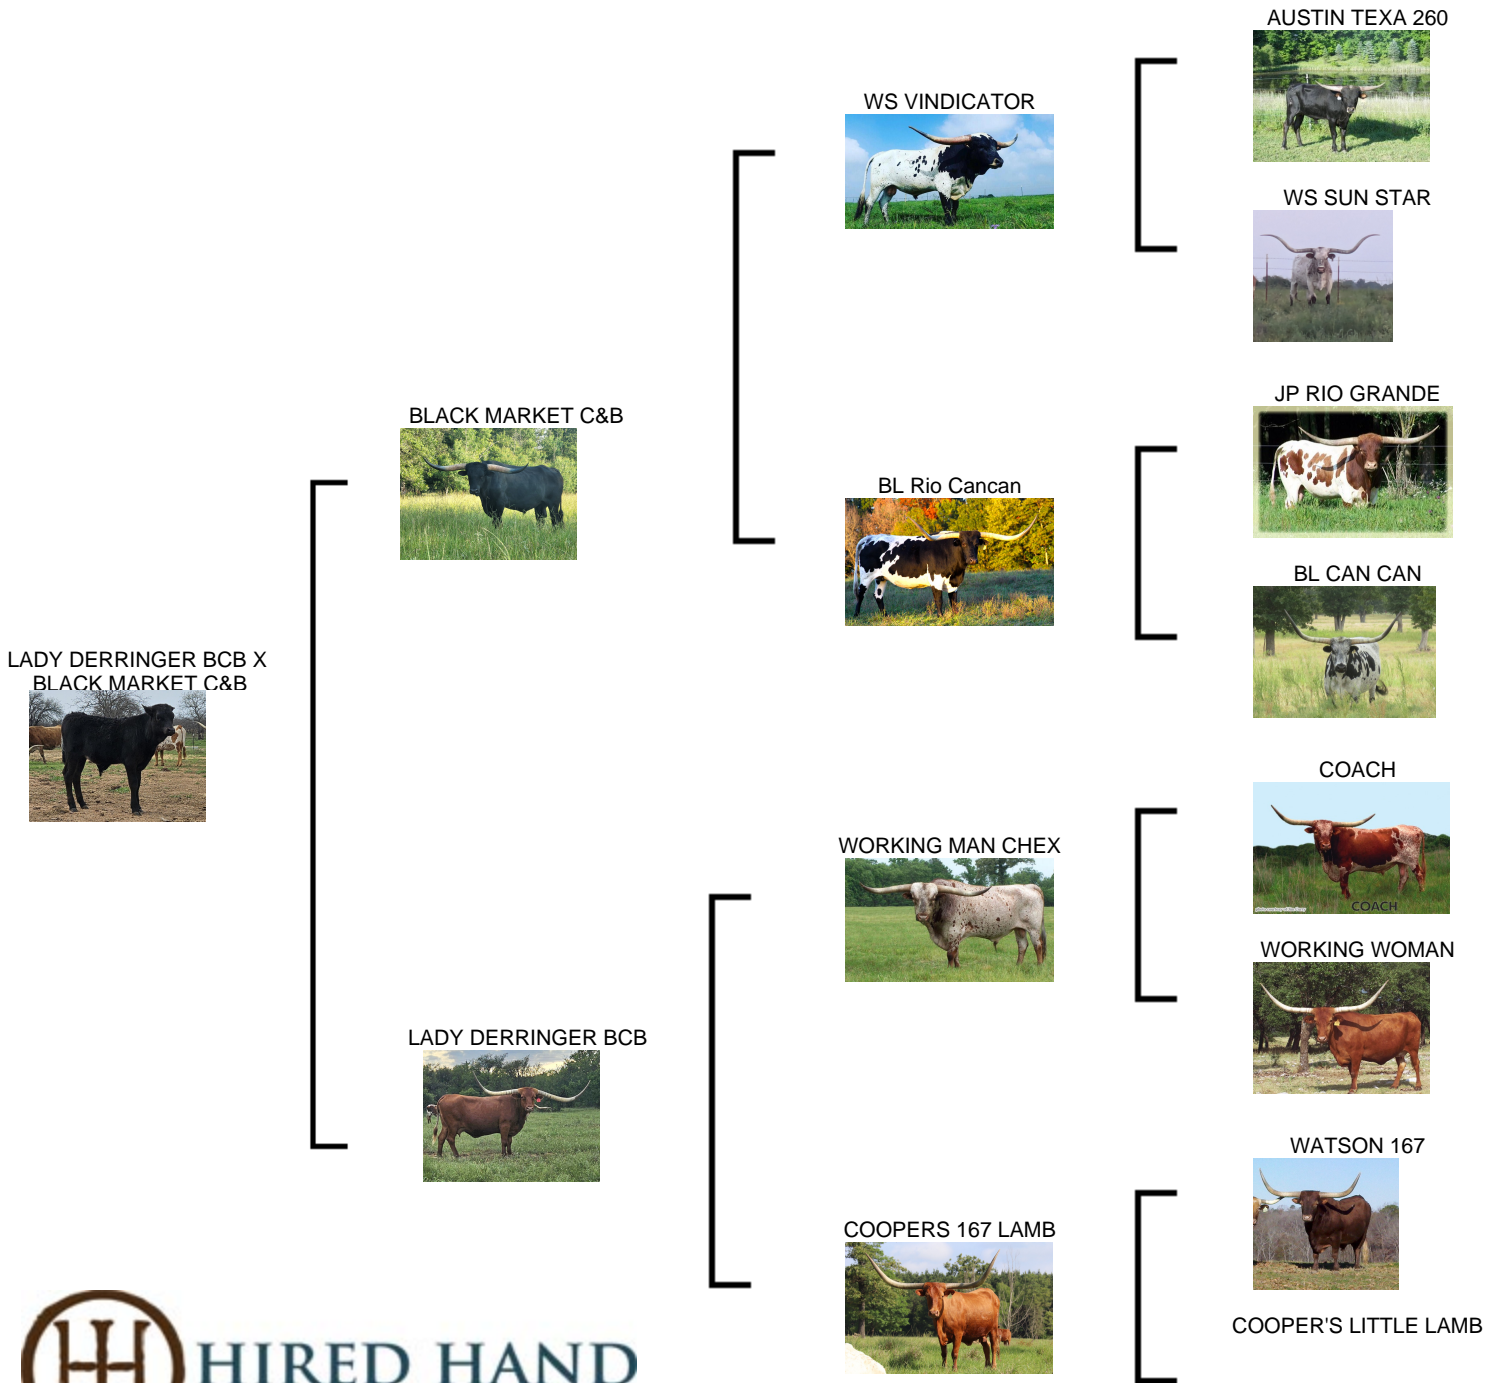 AUSTIN TEXA 260
WS VINDICATOR
WS SUN STAR
JP RIO GRANDE
BLACK MARKET C&B
BL Rio Cancan
BL CAN CAN
LADY DERRINGER BCB X
BLACK MARKET C&B
COACH
WORKING MAN CHEX
COACH
WORKING WOMAN
LADY DERRINGER BCB
WATSON 167
COOPERS 167 LAMB
COOPER'S LITTLE LAMB
HIRED HAND